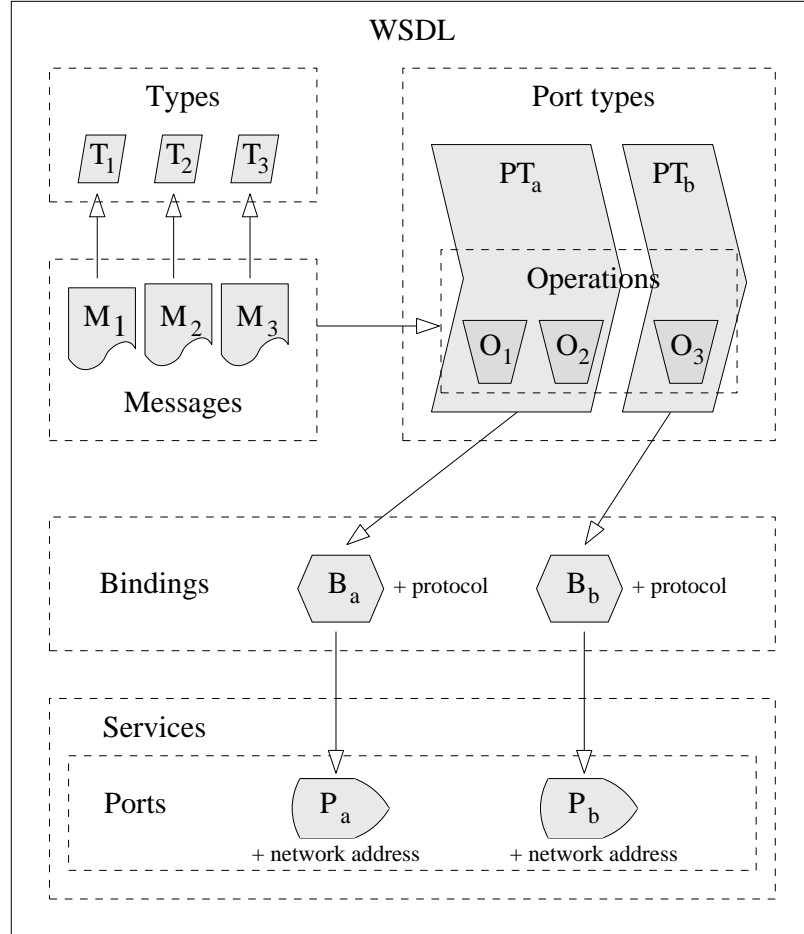 WSDL
Types
T1 T2 T3
M1 M2 M3
Messages
Port types
PTa PTb
Operations
O1 O2 O3
Bindings
Ba + protocol
Bb + protocol
Services
Ports
Pa
+ network address
Pb
+ network address